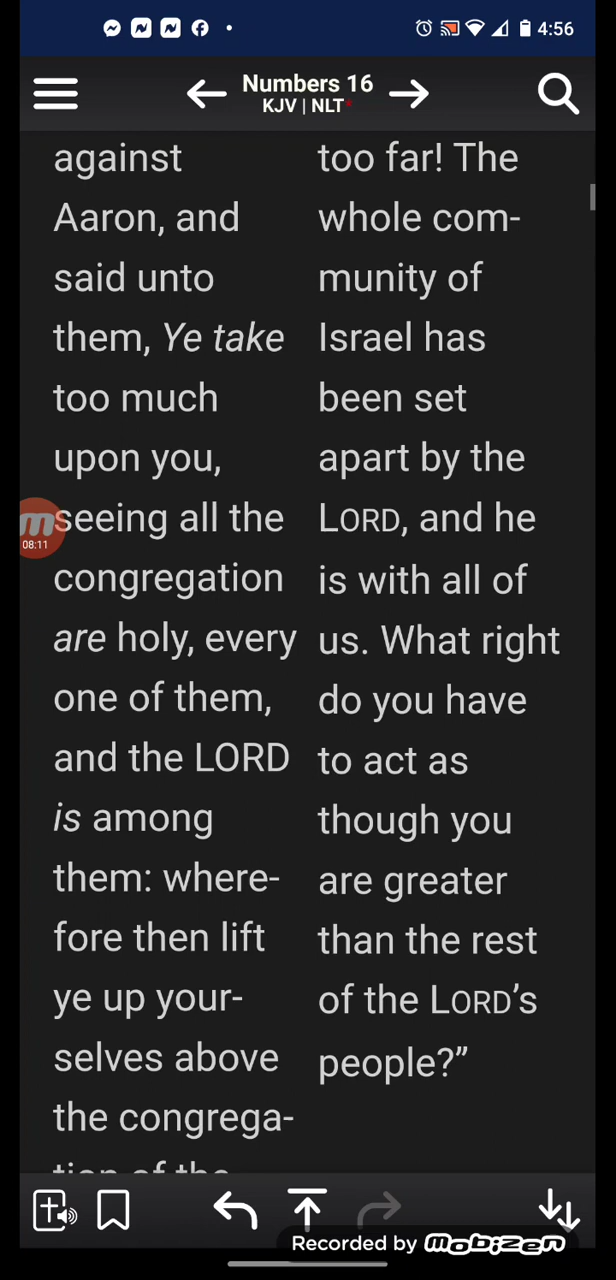 4:56
Numbers 16
KJV | NLT*
against
Aaron, and
said unto
them, Ye take
too much
upon you,
seeing all the
congregation
are holy, every
one of them,
and the LORD
is among
them: where-
fore then lift
ye up your-
selves above
the congrega-
tion of the
too far! The
whole com-
munity of
Israel has
been set
apart by the
LORD, and he
is with all of
us. What right
do you have
to act as
though you
are greater
than the rest
of the LORD’s
people?”
08:11
Recorded by mobizen